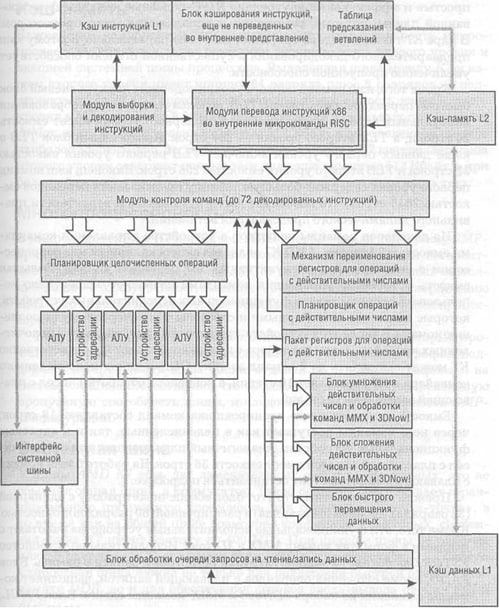 Кэш инструкций L1
Блок кэширования инструкций,
еще не переведенных
во внутреннее представление
Таблица
предсказания
ветвлений
Модуль выборки
и декодирования
инструкций
Модули перевода инструкций x86
во внутренние микрокоманды RISC
Кэш-память L2
Модуль контроля команд (до 72 декодированных инструкций)
Планировщик целочисленных операций
Механизм переименования
регистров для операций
с действительными числами
Планировщик операций
с действительными числами
Пакет регистров для операций
с действительными числами
АЛУ
Устройство
адресации
АЛУ
Устройство
адресации
АЛУ
Устройство
адресации
Блок умножения
действительных
чисел и обработки
команд MMX и 3DNow!
Блок сложения
действительных
чисел и обработки
команд MMX и 3DNow!
Блок быстрого
перемещения
данных
Интерфейс
системной
шины
Блок обработки очереди запросов на чтение/запись данных
Кэш данных L1